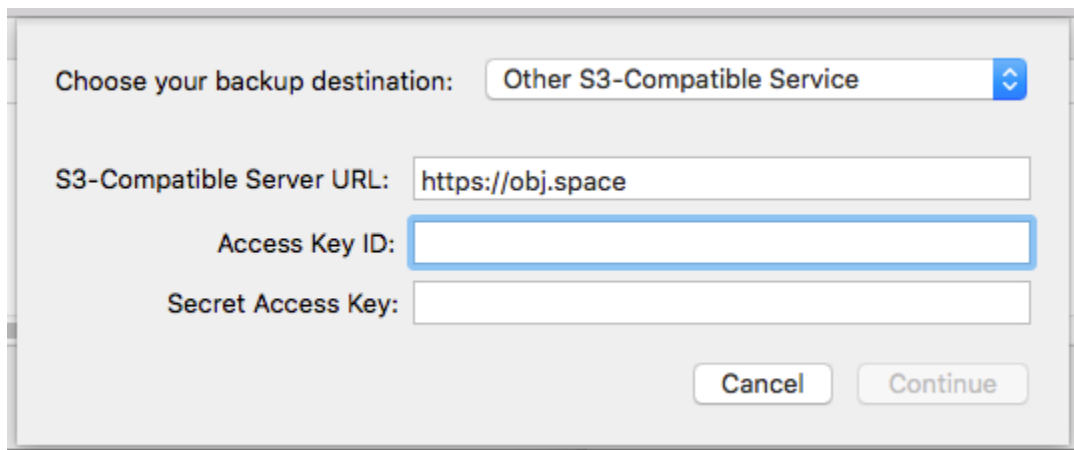 Choose your backup destination: Other S3-Compatible Service
S3-Compatible Server URL: https://obj.space
Access Key ID:
Secret Access Key:
Cancel Continue